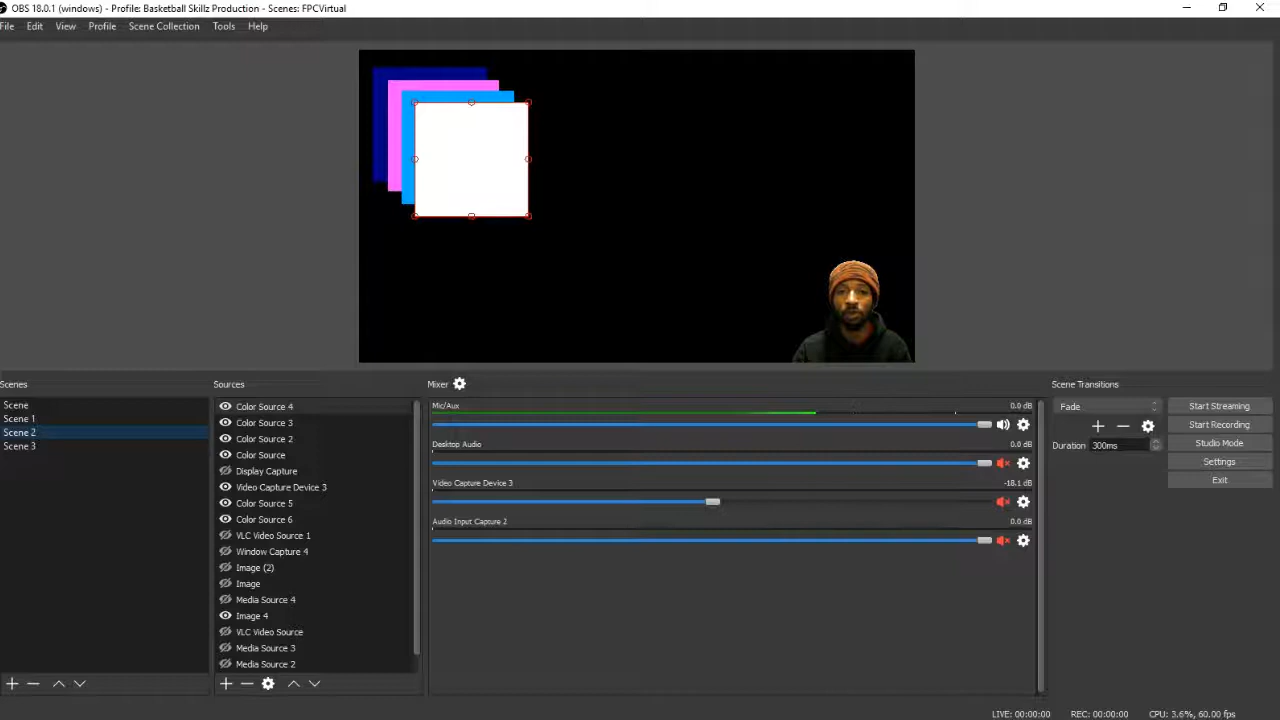 OBS 18.0.1 (windows) - Profile: Basketball Skillz Production - Scenes: FPCVirtual
File Edit View Profile Scene Collection Tools Help
Scenes
Scene
Scene 1
Scene 2
Scene 3
Sources
Color Source 4
Color Source 3
Color Source 2
Color Source
Display Capture
Video Capture Device 3
Color Source 5
Color Source 6
VLC Video Source 1
Window Capture 4
Image (2)
Image
Media Source 4
Image 4
VLC Video Source
Media Source 3
Media Source 2
Mixer
Mic/Aux 0.0 dB
Desktop Audio 0.0 dB
Video Capture Device 3 -18.1 dB
Audio Input Capture 2 0.0 dB
Scene Transitions
Fade
Duration 300ms
Start Streaming
Start Recording
Studio Mode
Settings
Exit
LIVE: 00:00:00 REC: 00:00:00 CPU: 3.6%, 60.00 fps